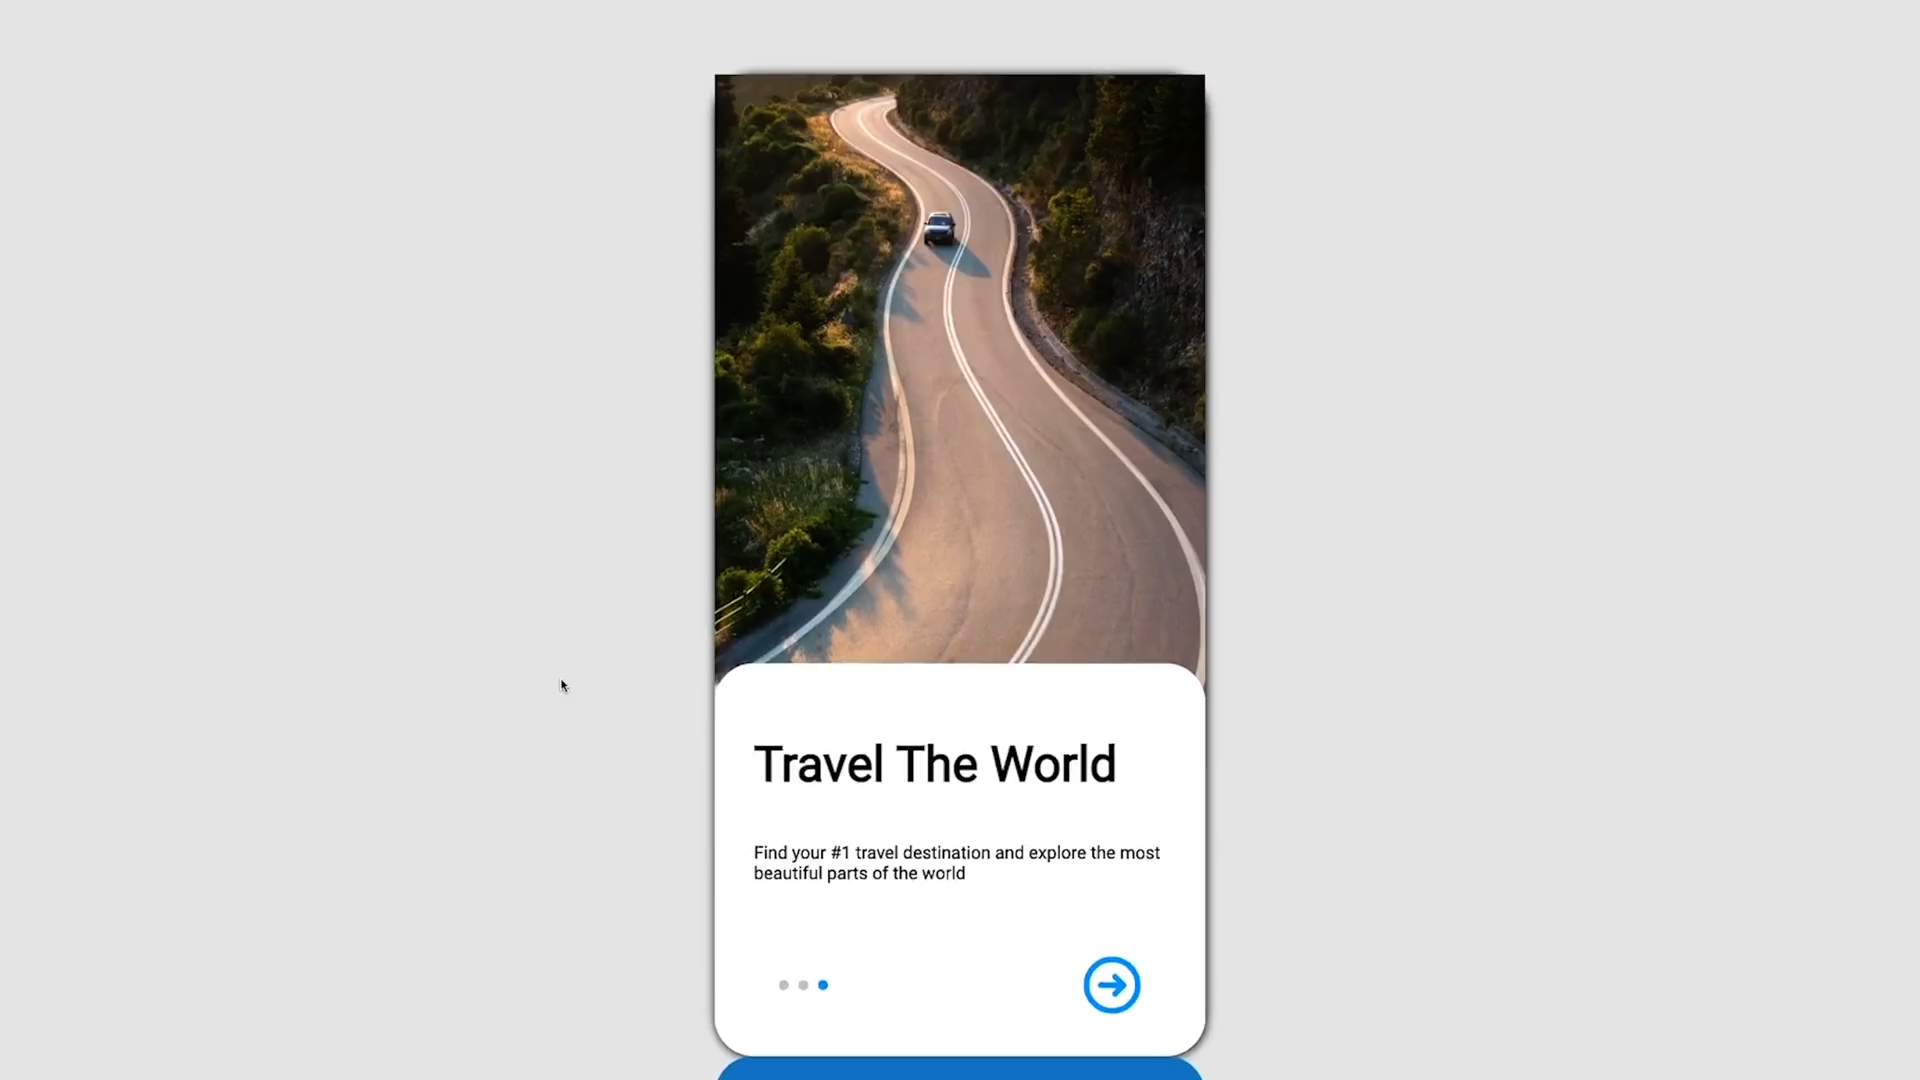 Travel The World
Find your #1 travel destination and explore the most
beautiful parts of the world